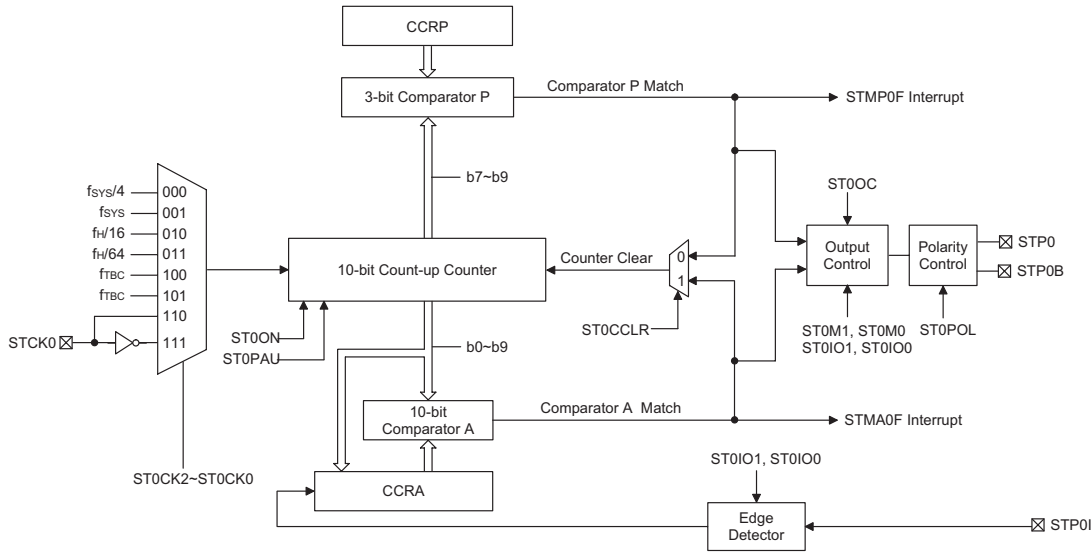 CCRP
3-bit Comparator P
Comparator P Match
STMP0F Interrupt
b7~b9
fSYS/4
000
fSYS
001
fH/16
010
fH/64
011
fTBC
100
fTBC
101
110
111
STCK0
ST0CK2~ST0CK0
10-bit Count-up Counter
ST0ON
ST0PAU
Counter Clear
0
1
ST0CCLR
ST0OC
Output
Control
ST0M1, ST0M0
ST0IO1, ST0IO0
Polarity
Control
ST0POL
STP0
STP0B
b0~b9
10-bit
Comparator A
Comparator A Match
STMA0F Interrupt
CCRA
ST0IO1, ST0IO0
Edge
Detector
STP0I